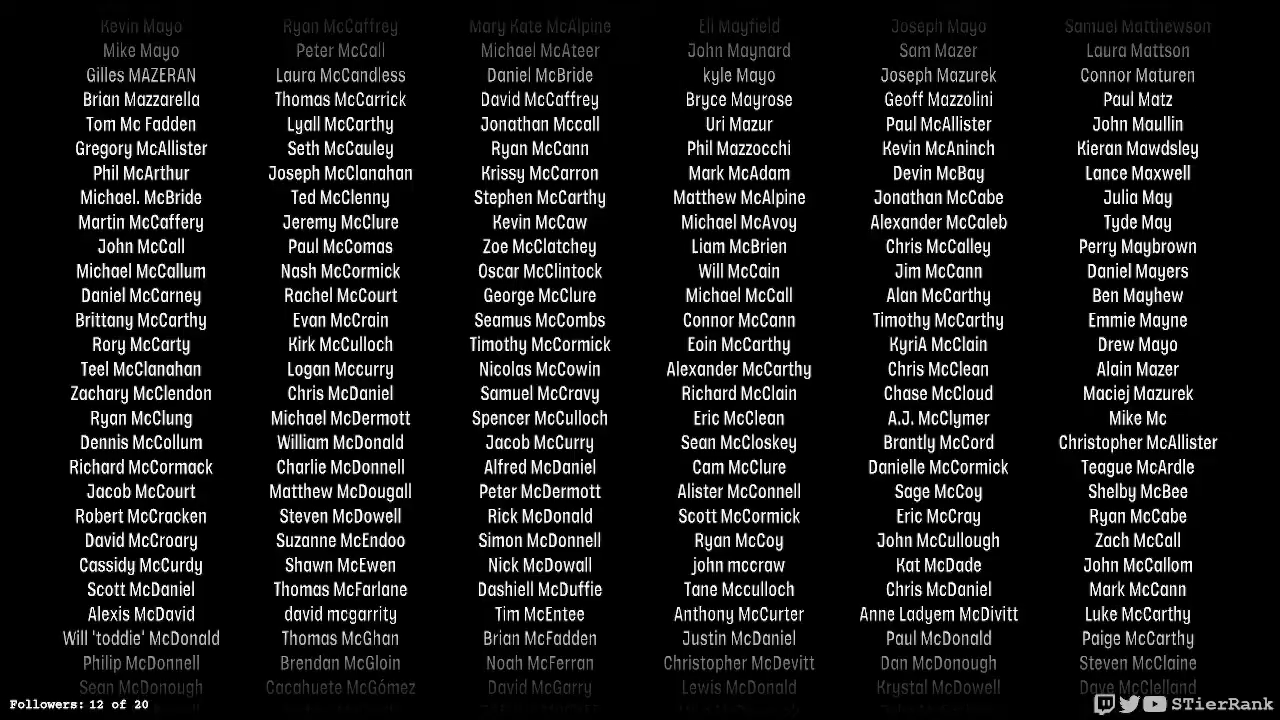 Kevin Mayo Ryan McCaffrey Mary Kate McAlpine Eli Mayfield Joseph Mayo Samuel Matthewson
Mike Mayo Peter McCall Michael McAteer John Maynard Sam Mazer Laura Mattson
Gilles MAZERAN Laura McCandless Daniel McBride kyle Mayo Joseph Mazurek Connor Maturen
Brian Mazzarella Thomas McCarrick David McCaffrey Bryce Mayrose Geoff Mazzolini Paul Matz
Tom Mc Fadden Lyall McCarthy Jonathan Mccall Uri Mazur Paul McAllister John Maullin
Gregory McAllister Seth McCauley Ryan McCann Phil Mazzocchi Kevin McAninch Kieran Mawdsley
Phil McArthur Joseph McClanahan Krissy McCarron Mark McAdam Devin McBay Lance Maxwell
Michael. McBride Ted McClenny Stephen McCarthy Matthew McAlpine Jonathan McCabe Julia May
Martin McCaffery Jeremy McClure Kevin McCaw Michael McAvoy Alexander McCaleb Tyde May
John McCall Paul McComas Zoe McClatchey Liam McBrien Chris McCalley Perry Maybrown
Michael McCallum Nash McCormick Oscar McClintock Will McCain Jim McCann Daniel Mayers
Daniel McCarney Rachel McCourt George McClure Michael McCall Alan McCarthy Ben Mayhew
Brittany McCarthy Evan McCrain Seamus McCombs Connor McCann Timothy McCarthy Emmie Mayne
Rory McCarty Kirk McCulloch Timothy McCormick Eoin McCarthy KyriA McClain Drew Mayo
Teel McClanahan Logan Mccurry Nicolas McCowin Alexander McCarthy Chris McClean Alain Mazer
Zachary McClendon Chris McDaniel Samuel McCravy Richard McClain Chase McCloud Maciej Mazurek
Ryan McClung Michael McDermott Spencer McCulloch Eric McClean A.J. McClymer Mike Mc
Dennis McCollum William McDonald Jacob McCurry Sean McCloskey Brantly McCord Christopher McAllister
Richard McCormack Charlie McDonnell Alfred McDaniel Cam McClure Danielle McCormick Teague McArdle
Jacob McCourt Matthew McDougall Peter McDermott Alister McConnell Sage McCoy Shelby McBee
Robert McCracken Steven McDowell Rick McDonald Scott McCormick Eric McCray Ryan McCabe
David McCroary Suzanne McEndoo Simon McDonnell Ryan McCoy John McCullough Zach McCall
Cassidy McCurdy Shawn McEwen Nick McDowall john mccraw Kat McDade John McCallom
Scott McDaniel Thomas McFarlane Dashiell McDuffie Tane Mcculloch Chris McDaniel Mark McCann
Alexis McDavid david mcgarrity Tim McEntee Anthony McCurter Anne Ladyem McDivitt Luke McCarthy
Will 'toddie' McDonald Thomas McGhan Brian McFadden Justin McDaniel Paul McDonald Paige McCarthy
Philip McDonnell Brendan McGloin Noah McFerran Christopher McDevitt Dan McDonough Steven McClaine
Sean McDonough Cacahuete McGómez David McGarry Lewis McDonald Krystal McDowell Dave McClelland
Followers: 12 of 20 STierRank